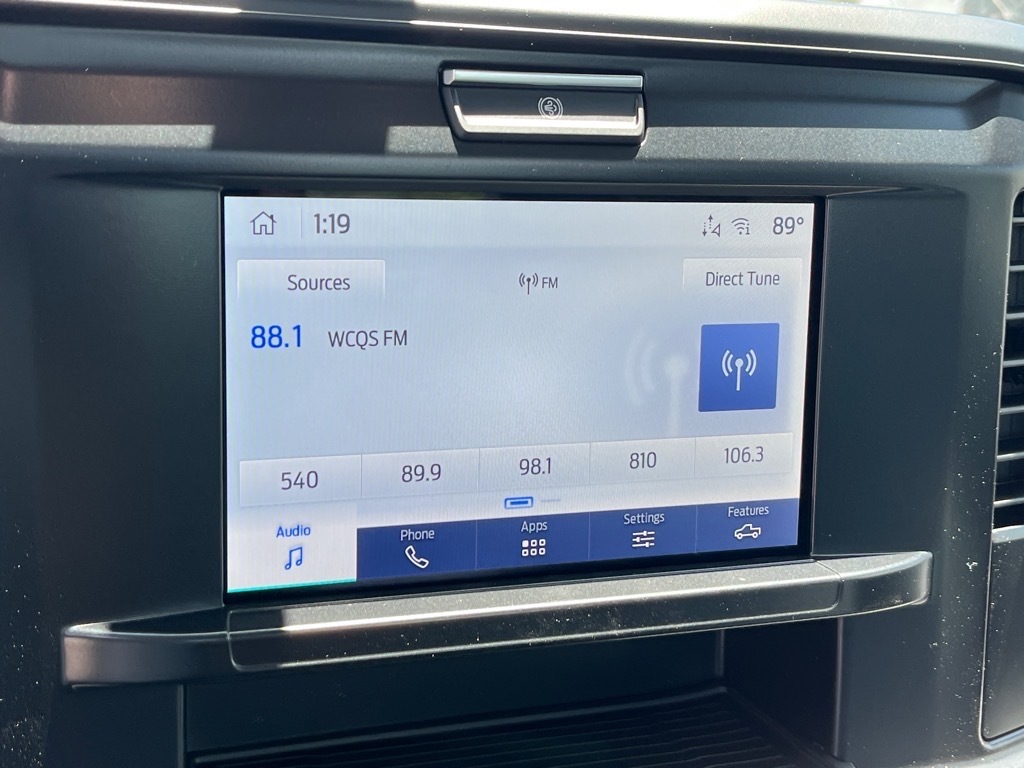 1:19 89°
Sources FM Direct Tune
88.1 WCQS FM
540 89.9 98.1 810 106.3
Audio Phone Apps Settings Features